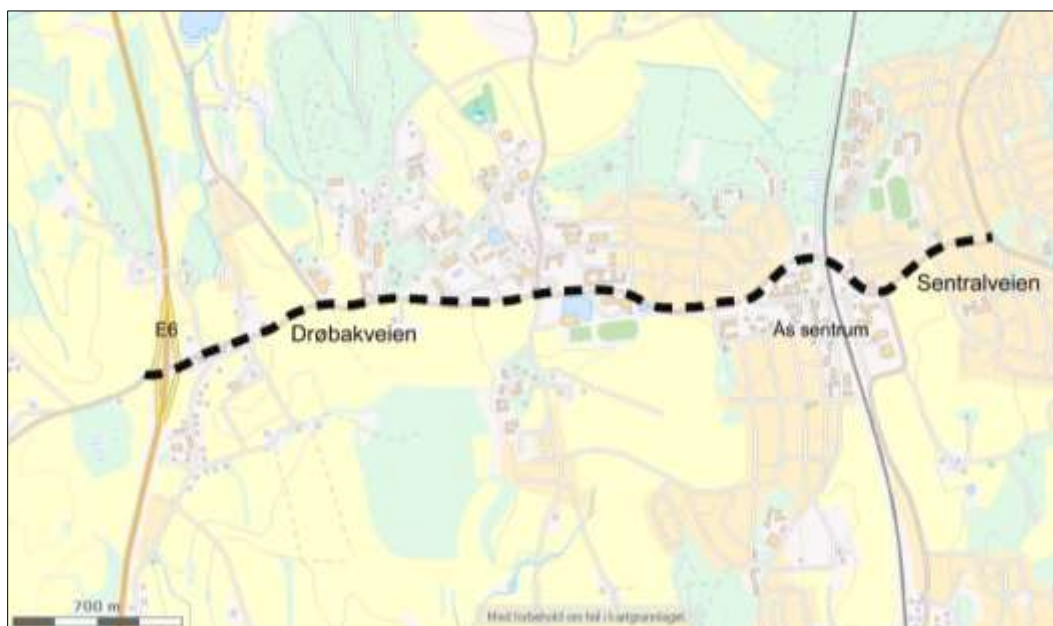 Sentralveien
E6
Drøbakveien
Ås sentrum
700 m
Med forbehold om feil i kartgrunnlaget.